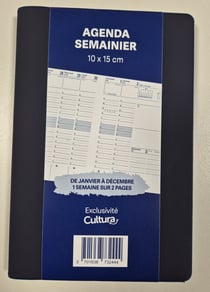 AGENDA
SEMAINIER
10 x 15 cm
DE JANVIER À DÉCEMBRE
1 SEMAINE SUR 2 PAGES
Exclusivité
Cultura